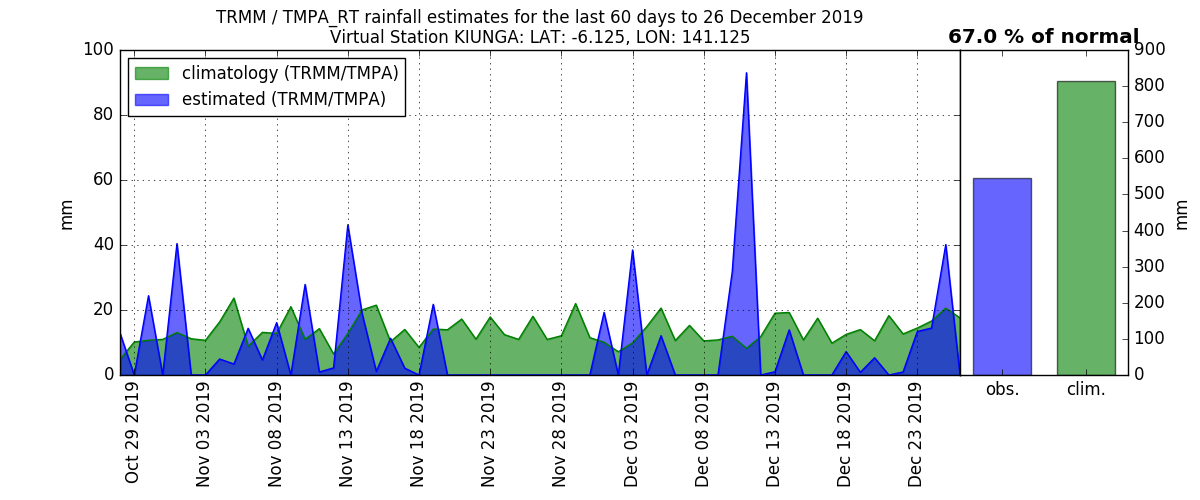 TRMM / TMPA_RT rainfall estimates for the last 60 days to 26 December 2019
Virtual Station KIUNGA: LAT: -6.125, LON: 141.125
67.0 % of normal
climatology (TRMM/TMPA)
estimated (TRMM/TMPA)
100
80
60
40
20
0
mm
Oct 29 2019
Nov 03 2019
Nov 08 2019
Nov 13 2019
Nov 18 2019
Nov 23 2019
Nov 28 2019
Dec 03 2019
Dec 08 2019
Dec 13 2019
Dec 18 2019
Dec 23 2019
900
800
700
600
500
400
300
200
100
0
mm
obs.
clim.